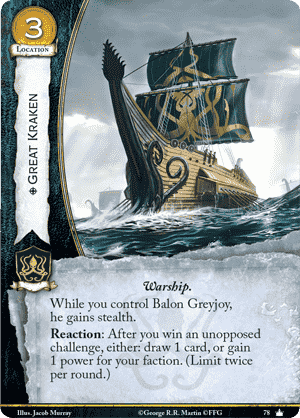 3
LOCATION
GREAT KRAKEN
Warship.
While you control Balon Greyjoy,
he gains stealth.
Reaction: After you win an unopposed
challenge, either: draw 1 card, or gain
1 power for your faction. (Limit twice
per round.)
Illus. Jacob Murray
©George R.R. Martin ©FFG
78